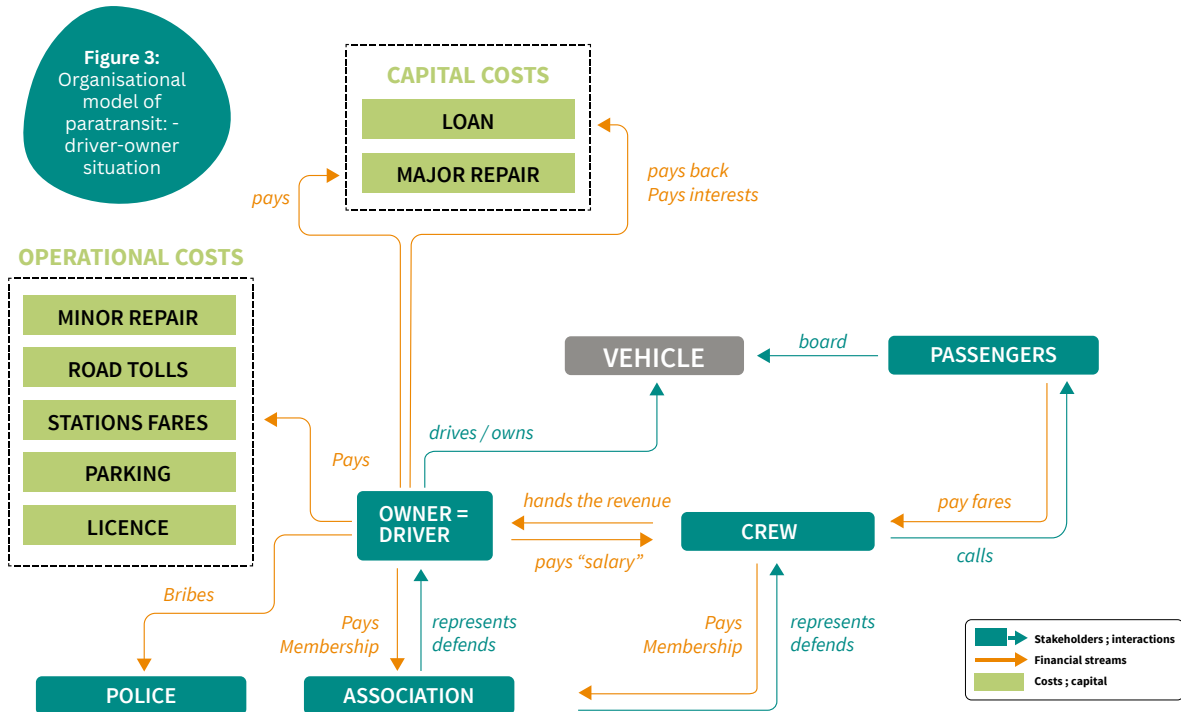 Figure 3:
Organisational
model of
paratransit: -
driver-owner
situation
CAPITAL COSTS
LOAN
MAJOR REPAIR
pays
pays back
Pays interests
OPERATIONAL COSTS
MINOR REPAIR
ROAD TOLLS
STATIONS FARES
PARKING
LICENCE
Pays
VEHICLE
board
PASSENGERS
drives / owns
OWNER =
DRIVER
hands the revenue
pays “salary”
CREW
pay fares
calls
Bribes
Pays
Membership
represents
defends
Pays
Membership
represents
defends
POLICE
ASSOCIATION
Stakeholders ; interactions
Financial streams
Costs ; capital